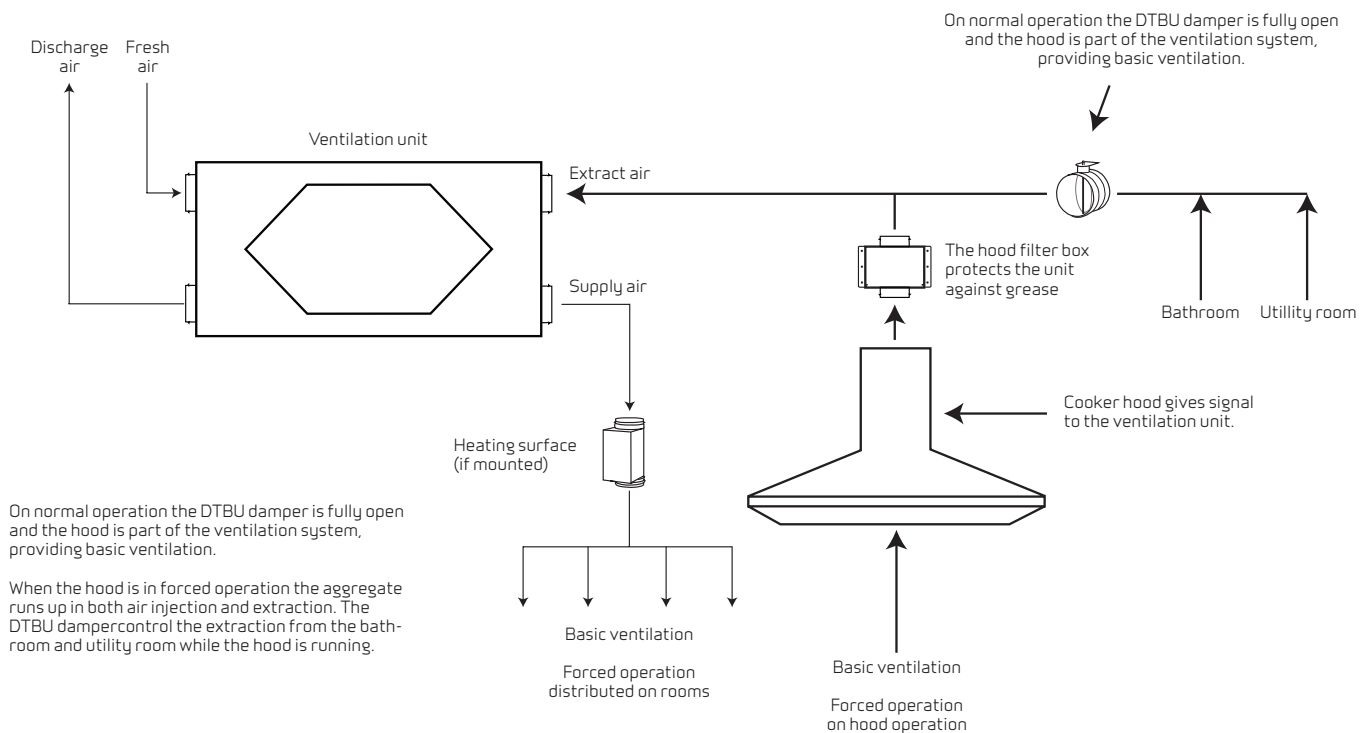 On normal operation the DTBU damper is fully open
and the hood is part of the ventilation system,
providing basic ventilation.
Discharge
air
Fresh
air
Ventilation unit
Extract air
Supply air
The hood filter box
protects the unit
against grease
Bathroom
Utillity room
Cooker hood gives signal
to the ventilation unit.
Heating surface
(if mounted)
On normal operation the DTBU damper is fully open
and the hood is part of the ventilation system,
providing basic ventilation.
When the hood is in forced operation the aggregate
runs up in both air injection and extraction. The
DTBU dampercontrol the extraction from the bath-
room and utility room while the hood is running.
Basic ventilation
Forced operation
distributed on rooms
Basic ventilation
Forced operation
on hood operation